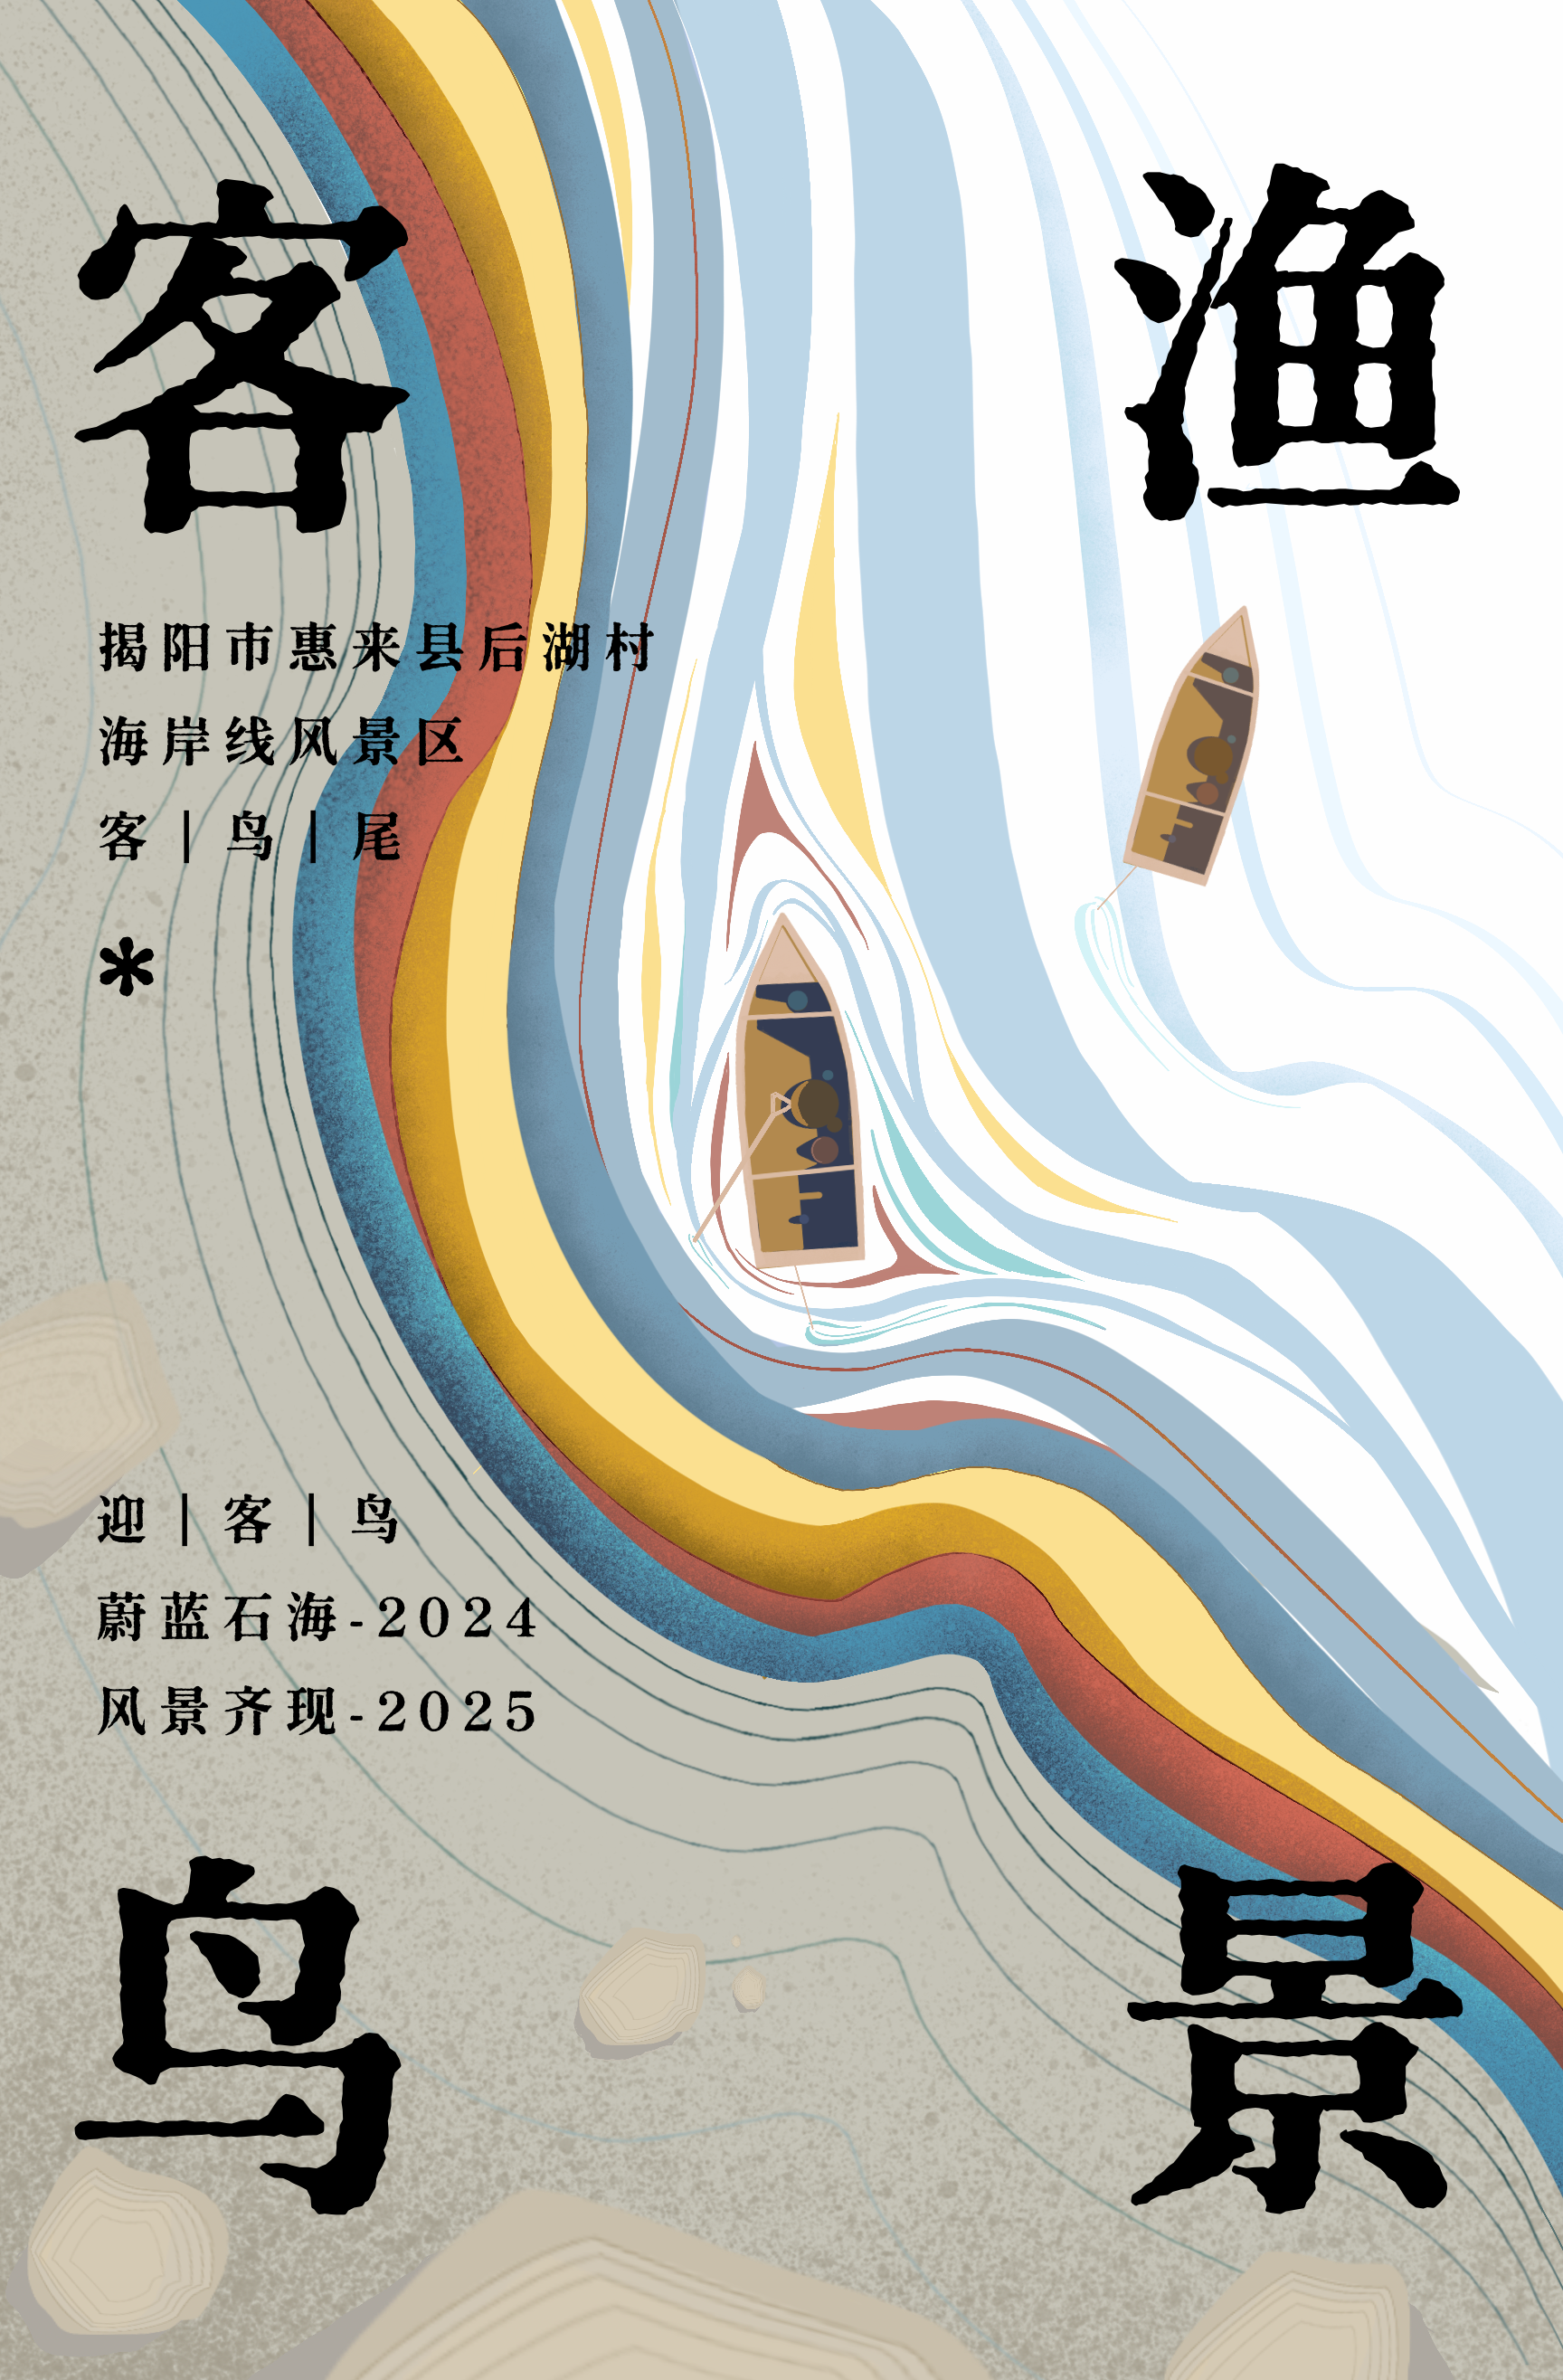 客
渔
揭阳市惠来县后湖村
海岸线风景区
客|鸟|尾
*
迎|客|鸟
蔚蓝石海-2024
风景齐现-2025
鸟
景